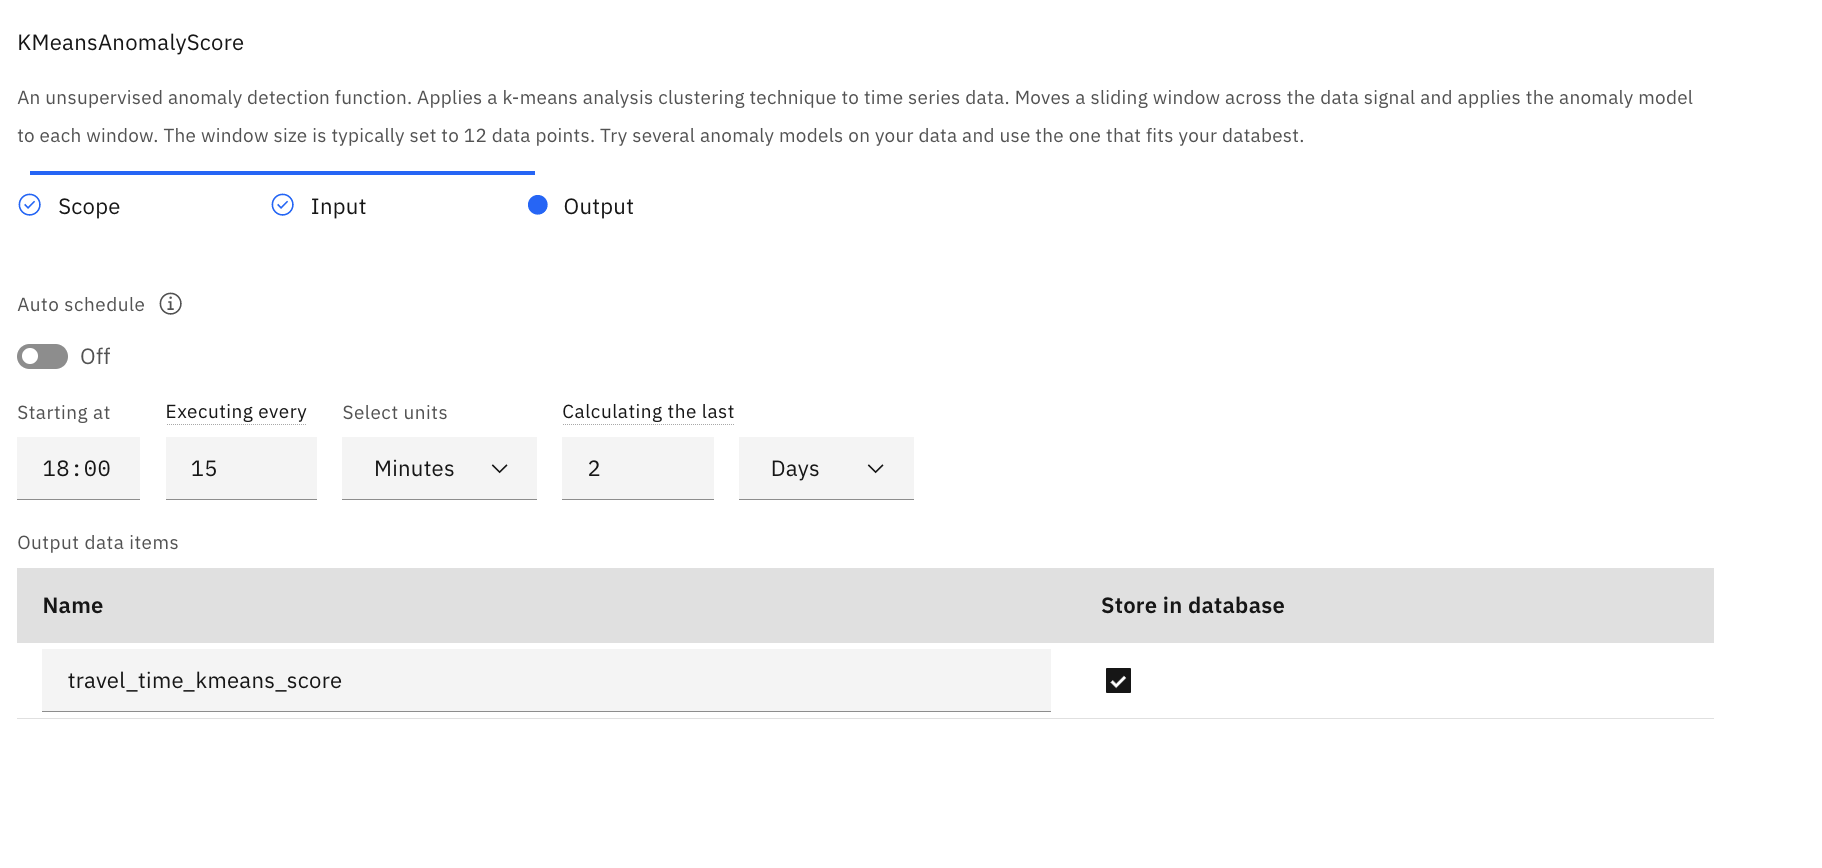 KMeansAnomalyScore
An unsupervised anomaly detection function. Applies a k-means analysis clustering technique to time series data. Moves a sliding window across the data signal and applies the anomaly model
to each window. The window size is typically set to 12 data points. Try several anomaly models on your data and use the one that fits your databest.
Scope Input Output
Auto schedule
Off
Starting at Executing every Select units Calculating the last
18:00 15 Minutes 2 Days
Output data items
Name Store in database
travel_time_kmeans_score